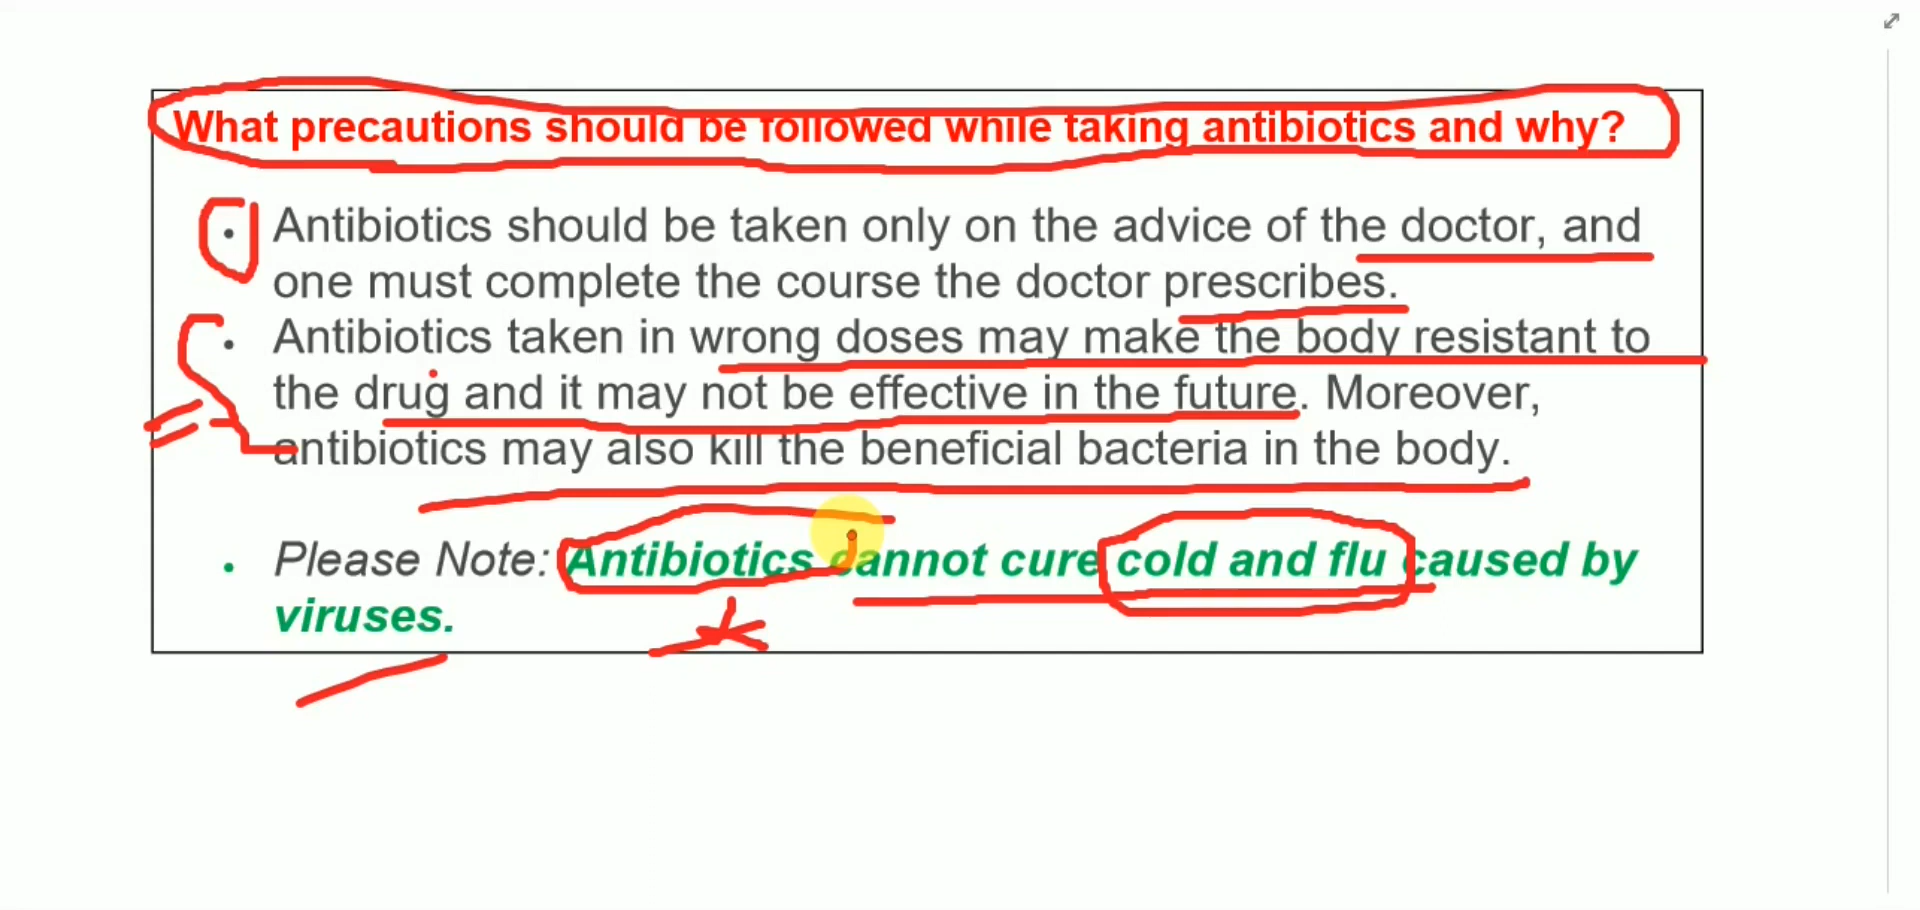 What precautions should be followed while taking antibiotics and why?
• Antibiotics should be taken only on the advice of the doctor, and
one must complete the course the doctor prescribes.
• Antibiotics taken in wrong doses may make the body resistant to
the drug and it may not be effective in the future. Moreover,
antibiotics may also kill the beneficial bacteria in the body.
• Please Note: Antibiotics cannot cure cold and flu caused by
viruses.